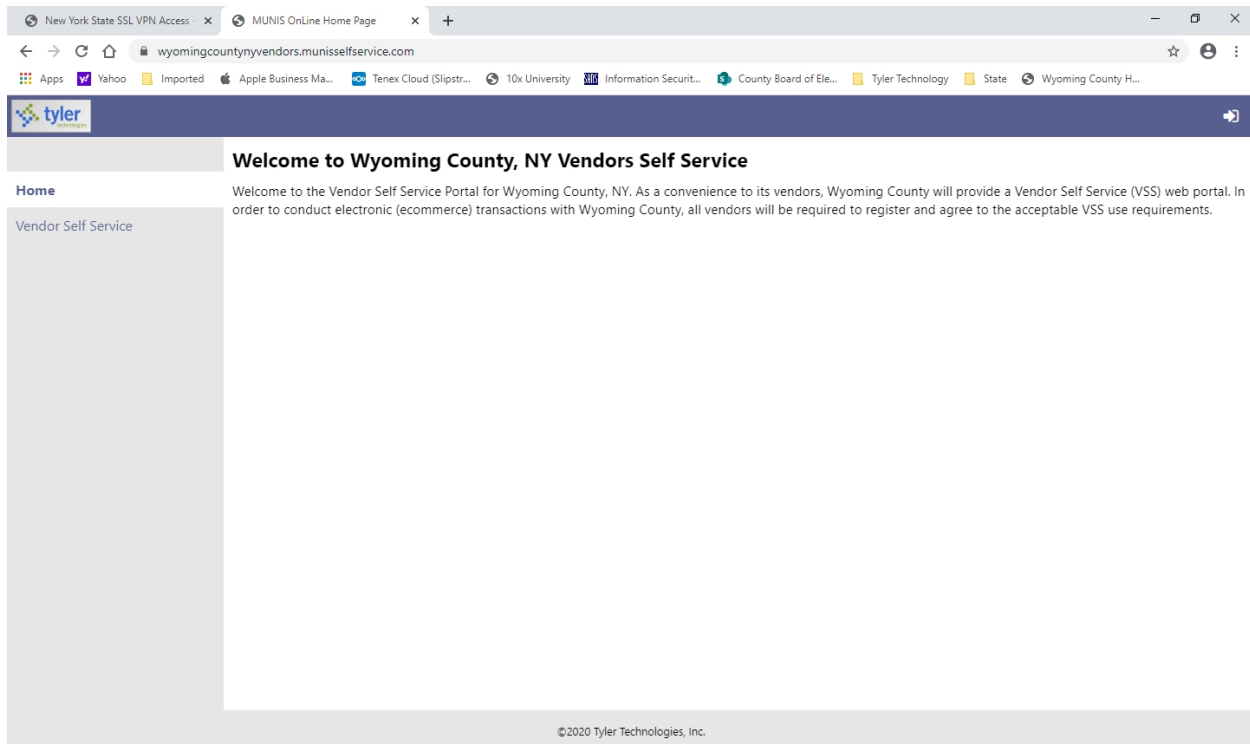 New York State SSL VPN Access -
MUNIS OnLine Home Page
wyomingcountynyvendors.munisselfservice.com
Apps Yahoo Imported Apple Business Ma... Tenex Cloud (Slipstr... 10x University Information Securit... County Board of Ele... Tyler Technology State Wyoming County H...
tyler
technologies
Welcome to Wyoming County, NY Vendors Self Service
Home
Welcome to the Vendor Self Service Portal for Wyoming County, NY. As a convenience to its vendors, Wyoming County will provide a Vendor Self Service (VSS) web portal. In
order to conduct electronic (ecommerce) transactions with Wyoming County, all vendors will be required to register and agree to the acceptable VSS use requirements.
Vendor Self Service
©2020 Tyler Technologies, Inc.